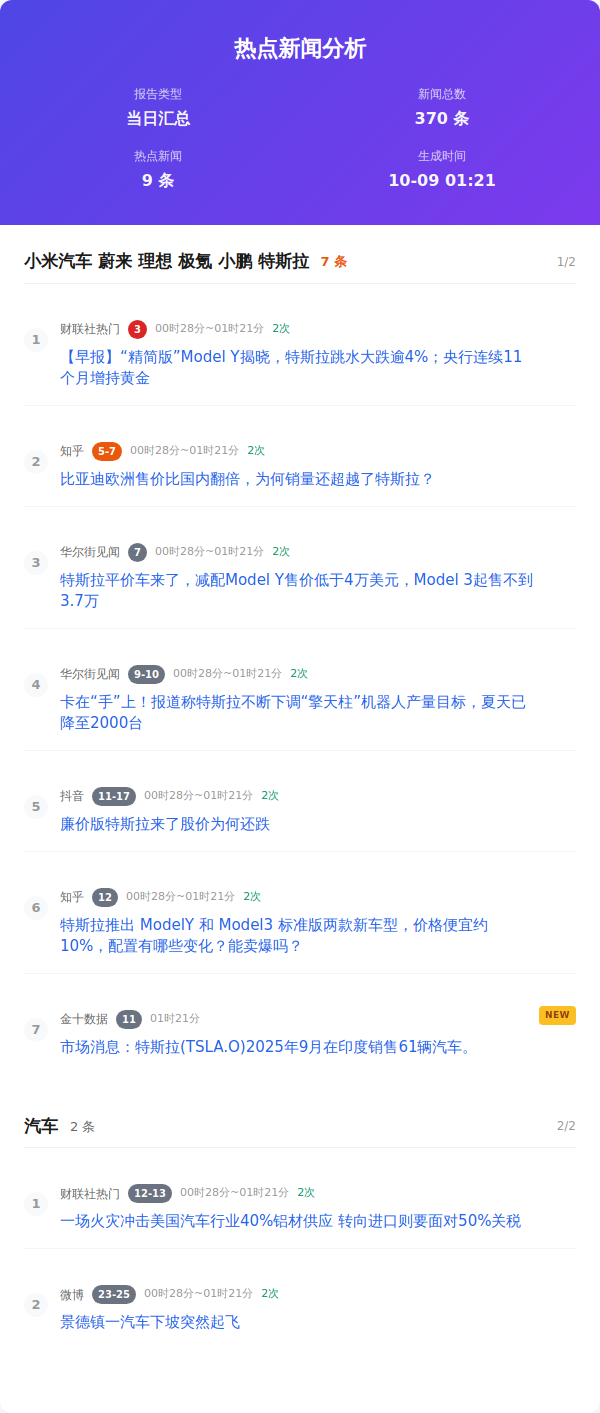 热点新闻分析
报告类型
新闻总数
当日汇总
370 条
热点新闻
生成时间
9 条
10-09 01:21
小米汽车 蔚来 理想 极氪 小鹏 特斯拉 7 条 1/2
1
财联社热门 3 00时28分~01时21分 2次
【早报】“精简版”Model Y揭晓，特斯拉跳水大跌逾4%；央行连续11
个月增持黄金
2
知乎 5-7 00时28分~01时21分 2次
比亚迪欧洲售价比国内翻倍，为何销量还超越了特斯拉？
3
华尔街见闻 7 00时28分~01时21分 2次
特斯拉平价车来了，减配Model Y售价低于4万美元，Model 3起售不到
3.7万
4
华尔街见闻 9-10 00时28分~01时21分 2次
卡在“手”上！报道称特斯拉不断下调“擎天柱”机器人产量目标，夏天已
降至2000台
5
抖音 11-17 00时28分~01时21分 2次
廉价版特斯拉来了股价为何还跌
6
知乎 12 00时28分~01时21分 2次
特斯拉推出 ModelY 和 Model3 标准版两款新车型，价格便宜约
10%，配置有哪些变化？能卖爆吗？
7
金十数据 11 01时21分 NEW
市场消息：特斯拉(TSLA.O)2025年9月在印度销售61辆汽车。
汽车 2 条 2/2
1
财联社热门 12-13 00时28分~01时21分 2次
一场火灾冲击美国汽车行业40%铝材供应 转向进口则要面对50%关税
2
微博 23-25 00时28分~01时21分 2次
景德镇一汽车下坡突然起飞